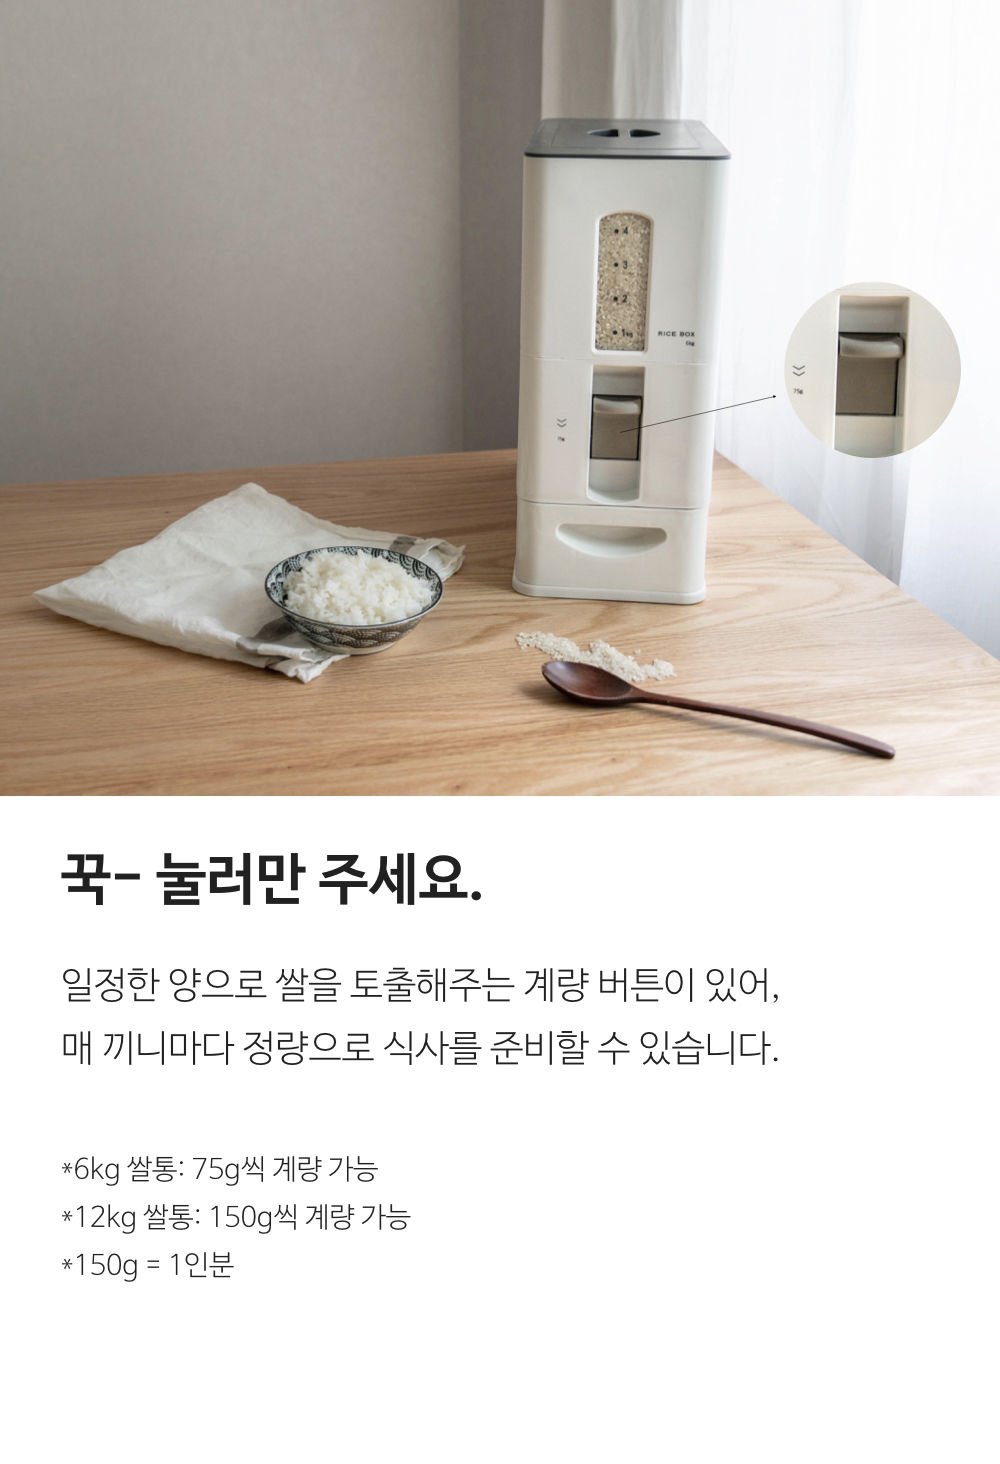 4
3
2
1kg
RICE BOX
6kg
75g
75g
꾹- 눌러만 주세요.
일정한 양으로 쌀을 토출해주는 계량 버튼이 있어,
매 끼니마다 정량으로 식사를 준비할 수 있습니다.
*6kg 쌀통: 75g씩 계량 가능
*12kg 쌀통: 150g씩 계량 가능
*150g = 1인분